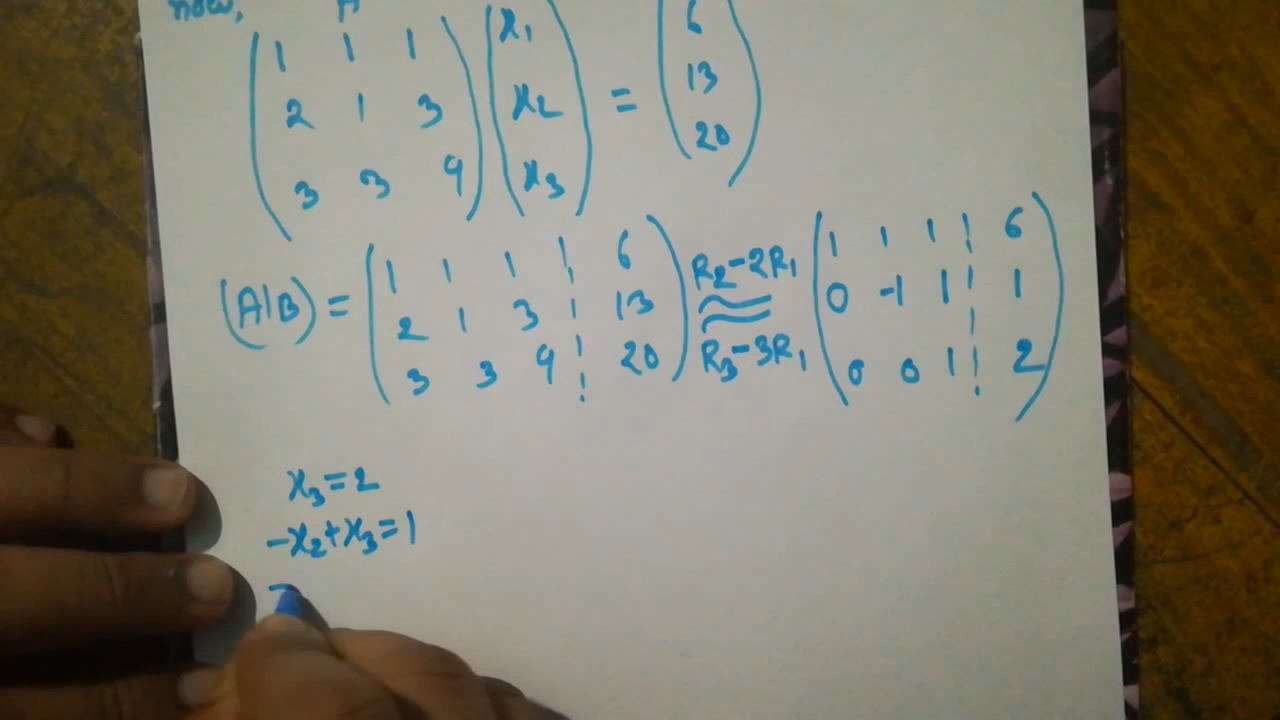 now, A
( 1 1 1 ) ( x₁ ) ( 6 )
( 2 1 3 ) ( x₂ ) = ( 13 )
( 3 3 4 ) ( x₃ ) ( 20 )
( 1 1 1 ¦ 6 ) R₂-2R₁ ( 1 1 1 ¦ 6 )
(A|B) = ( 2 1 3 ¦ 13 ) ≈ ( 0 -1 1 ¦ 1 )
( 3 3 4 ¦ 20 ) R₃-3R₁ ( 0 0 1 ¦ 2 )
x₃=2
-x₂+x₃=1